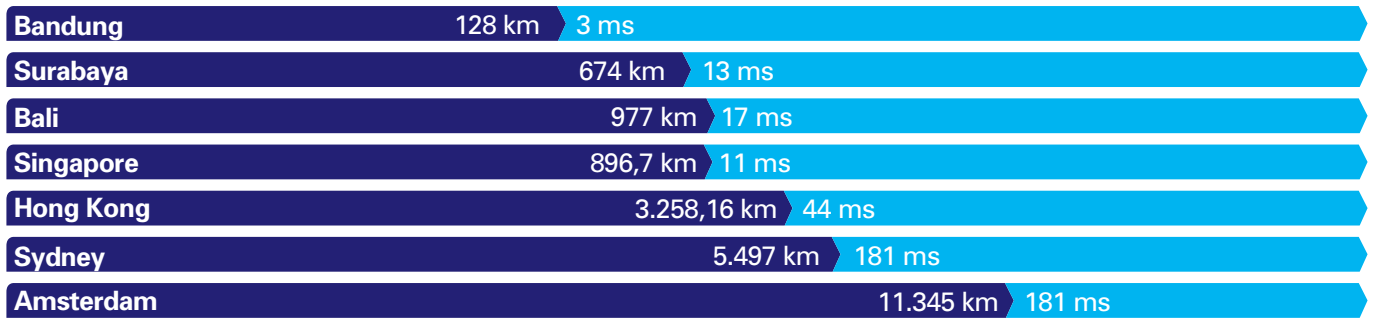 Bandung 128 km 3 ms
Surabaya 674 km 13 ms
Bali 977 km 17 ms
Singapore 896,7 km 11 ms
Hong Kong 3.258,16 km 44 ms
Sydney 5.497 km 181 ms
Amsterdam 11.345 km 181 ms